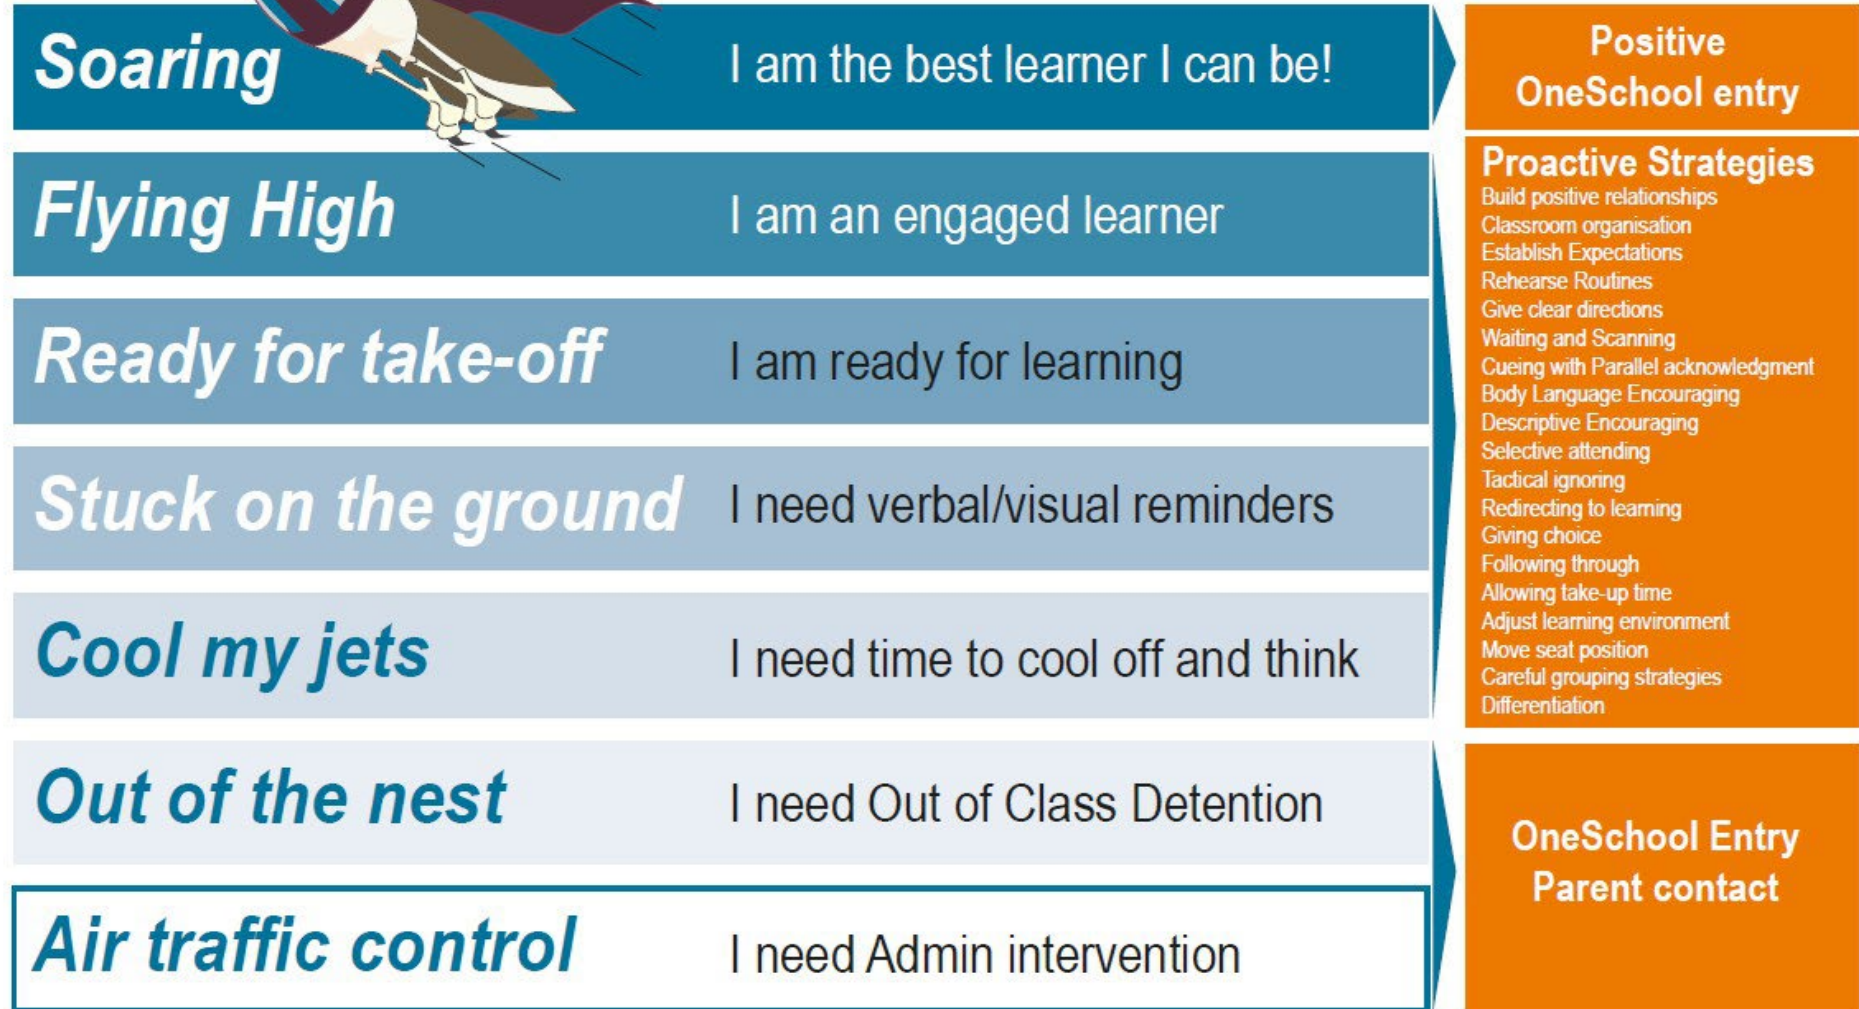 Soaring
I am the best learner I can be!
Positive
OneSchool entry
Flying High
I am an engaged learner
Ready for take-off
I am ready for learning
Stuck on the ground
I need verbal/visual reminders
Cool my jets
I need time to cool off and think
Proactive Strategies
Build positive relationships
Classroom organisation
Establish Expectations
Rehearse Routines
Give clear directions
Waiting and Scanning
Cueing with Parallel acknowledgment
Body Language Encouraging
Descriptive Encouraging
Selective attending
Tactical ignoring
Redirecting to learning
Giving choice
Following through
Allowing take-up time
Adjust learning environment
Move seat position
Careful grouping strategies
Differentiation
Out of the nest
I need Out of Class Detention
Air traffic control
I need Admin intervention
OneSchool Entry
Parent contact